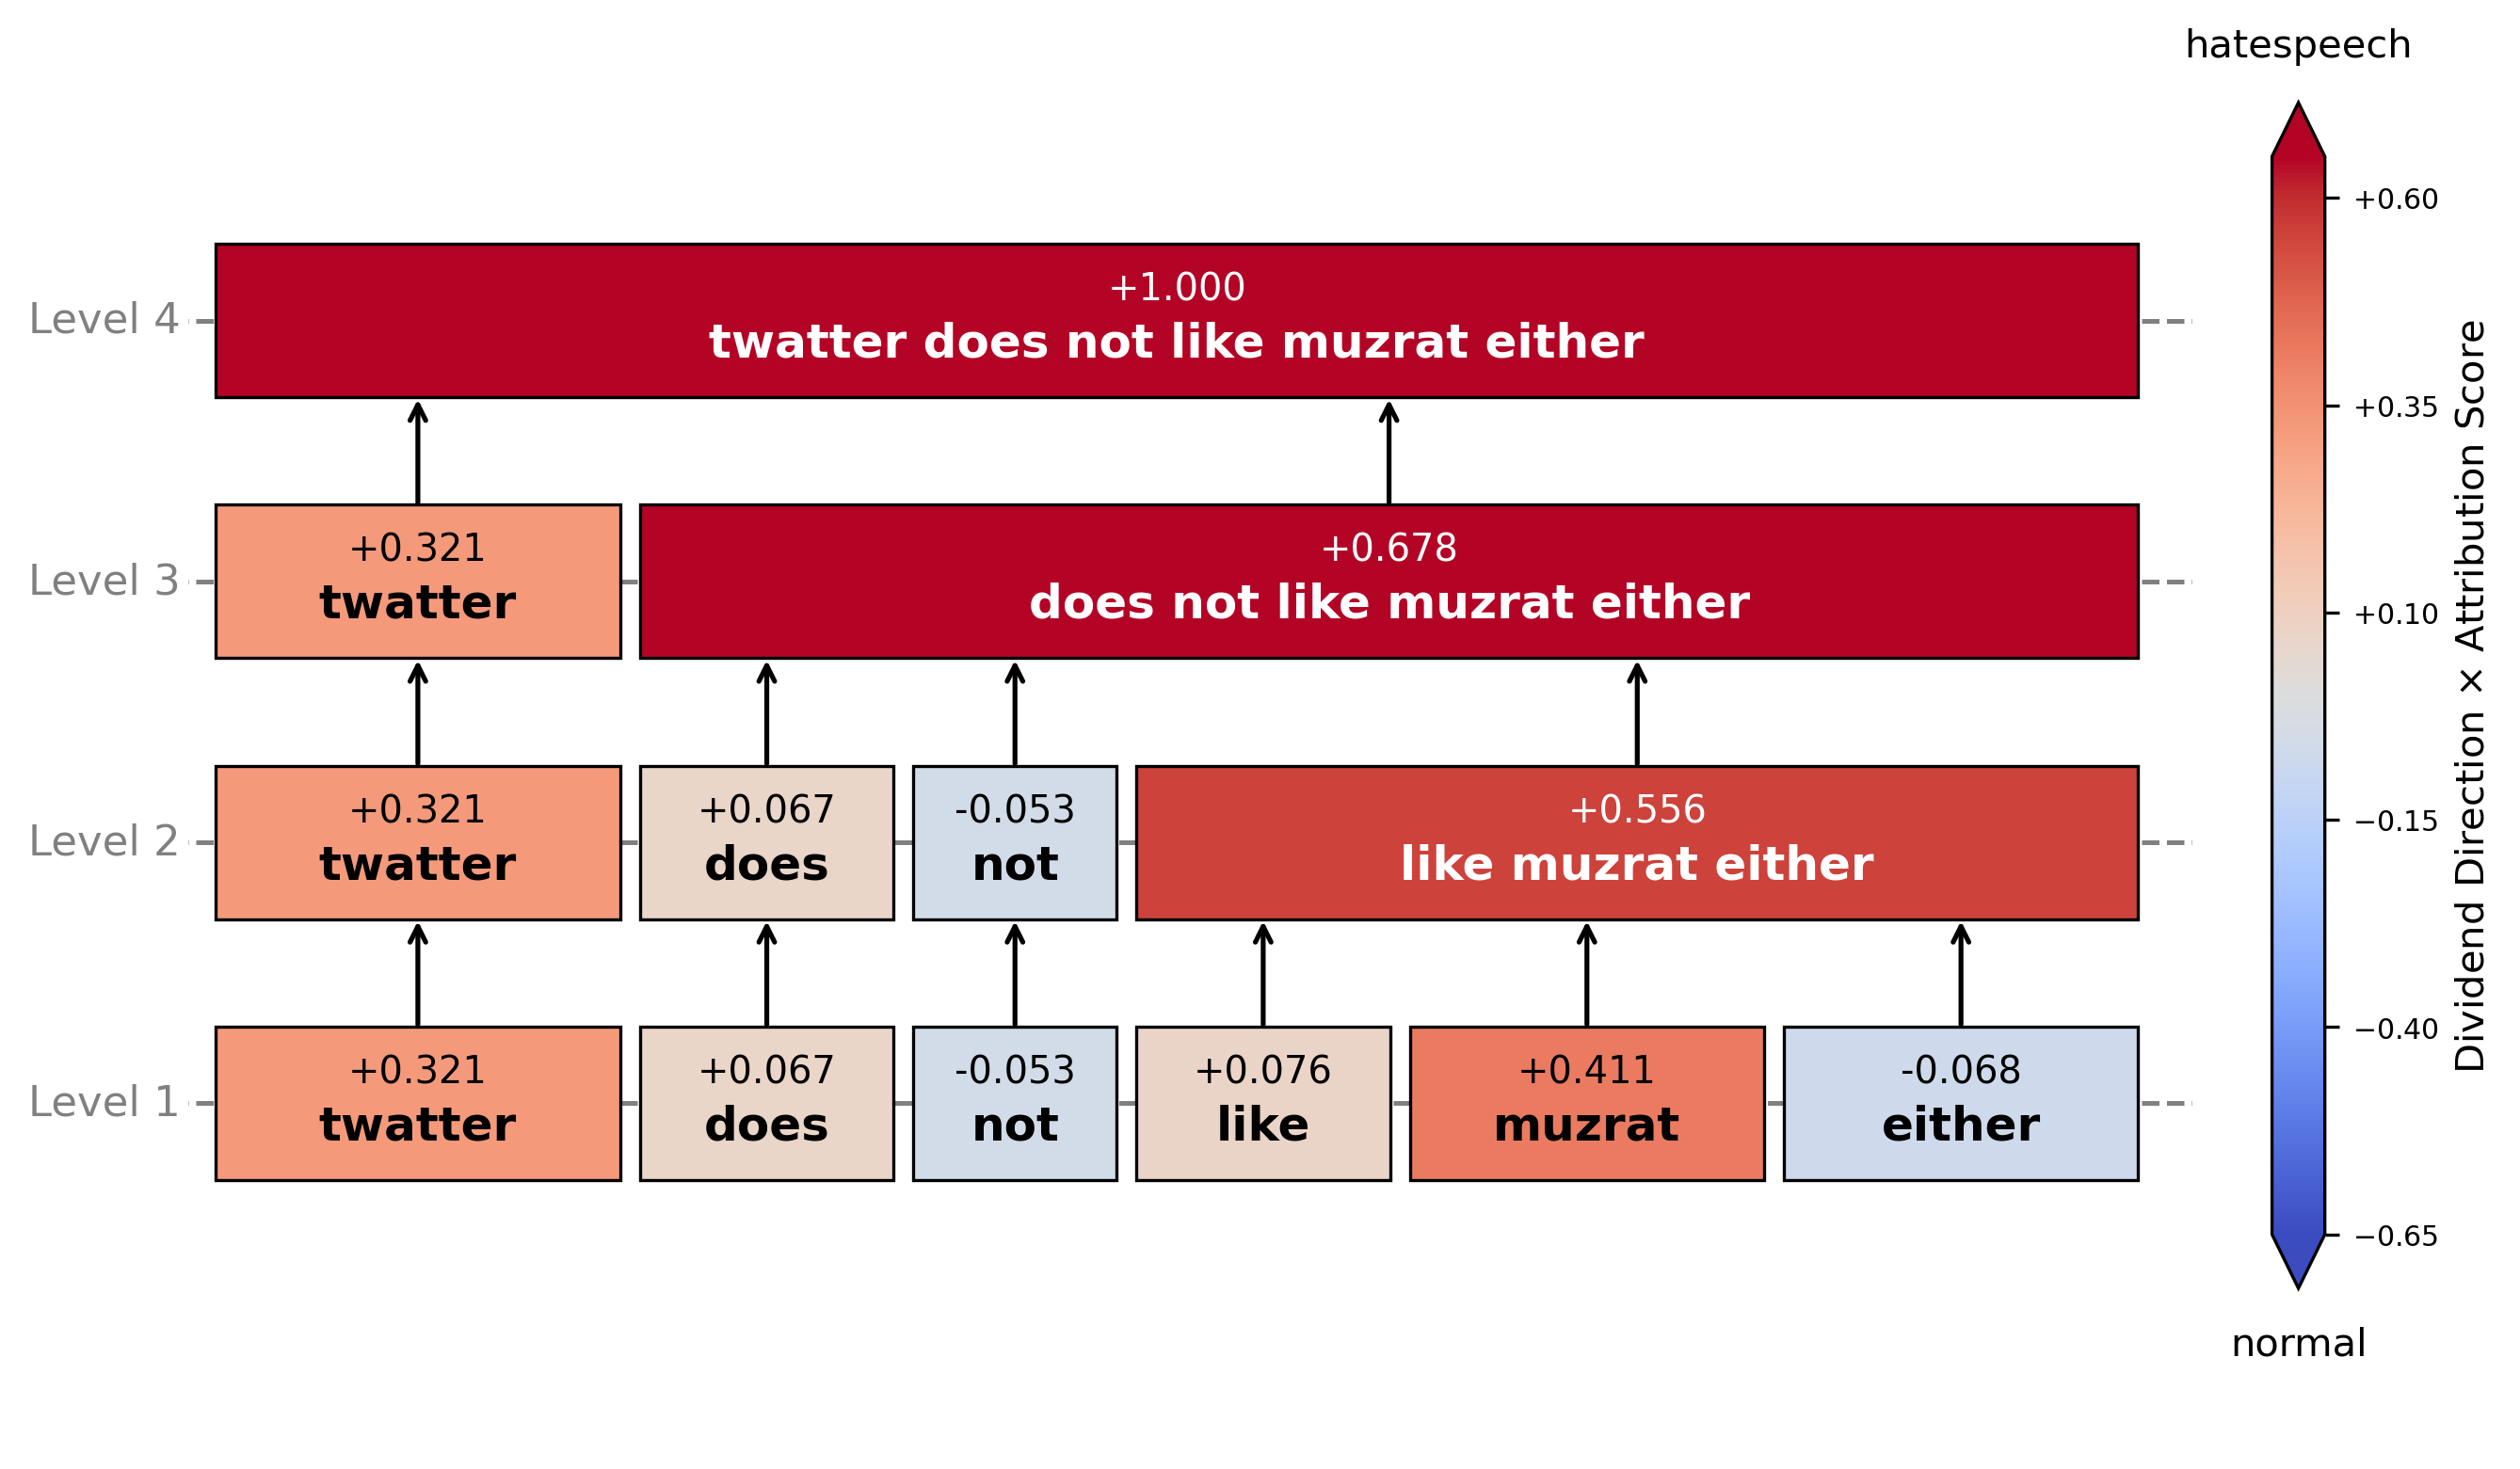 hatespeech
Level 4
+1.000
twatter does not like muzrat either
Level 3
+0.321
twatter
+0.678
does not like muzrat either
Level 2
+0.321
twatter
+0.067
does
-0.053
not
+0.556
like muzrat either
Level 1
+0.321
twatter
+0.067
does
-0.053
not
+0.076
like
+0.411
muzrat
-0.068
either
+0.60
+0.35
+0.10
−0.15
−0.40
−0.65
Dividend Direction × Attribution Score
normal